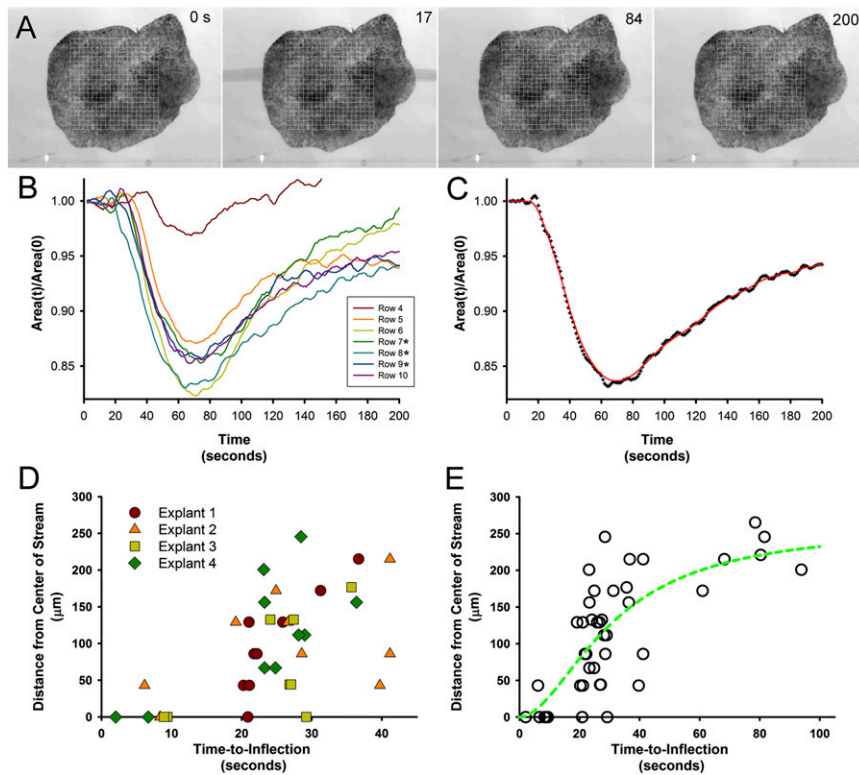 A
0 s
17
84
200
B
1.00
0.95
0.90
0.85
Area(t)/Area(0)
0 20 40 60 80 100 120 140 160 180 200
Time
(seconds)
Row 4
Row 5
Row 6
Row 7*
Row 8*
Row 9*
Row 10
C
1.00
0.95
0.90
0.85
Area(t)/Area(0)
0 20 40 60 80 100 120 140 160 180 200
Time
(seconds)
D
300
250
200
150
100
50
0
Distance from Center of Stream
(µm)
0 10 20 30 40
Time-to-Inflection
(seconds)
Explant 1
Explant 2
Explant 3
Explant 4
E
300
250
200
150
100
50
0
Distance from Center of Stream
(µm)
0 20 40 60 80 100
Time-to-Inflection
(seconds)